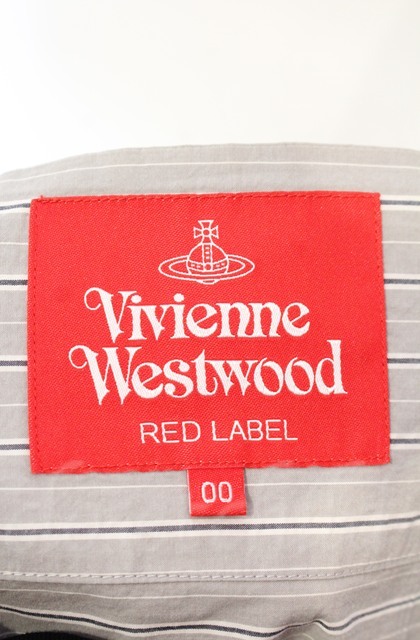 Vivienne
Westwood
RED LABEL
00